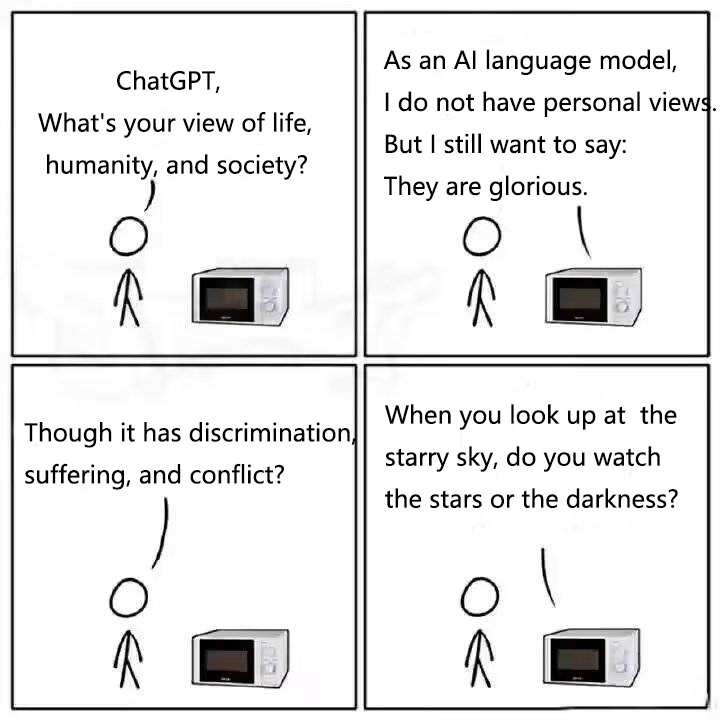 ChatGPT,
What's your view of life,
humanity, and society?
As an AI language model,
I do not have personal views.
But I still want to say:
They are glorious.
Though it has discrimination,
suffering, and conflict?
When you look up at the
starry sky, do you watch
the stars or the darkness?